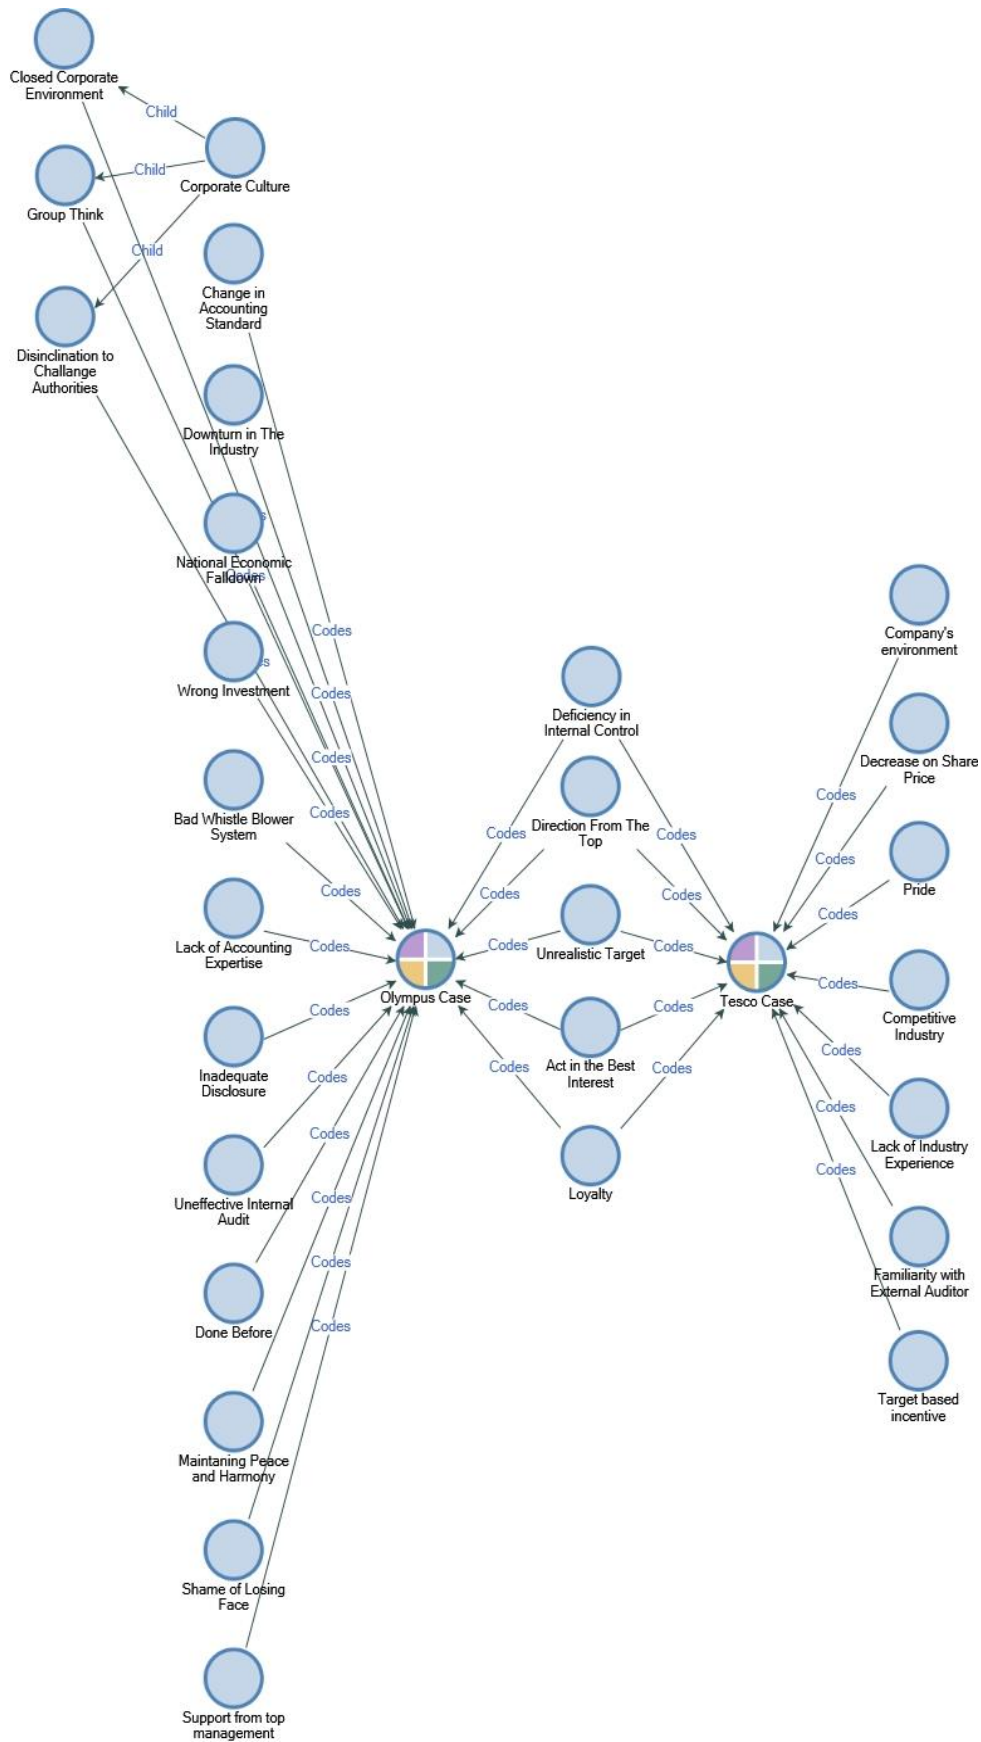 Closed Corporate
Environment
Child
Corporate Culture
Child
Group Think
Child
Change in
Accounting
Standard
Disinclination to
Challange
Authorities
Downturn in The
Industry
National Economic
Falldown
Codes
Wrong Investment
Codes
Codes
Codes
Codes
Bad Whistle Blower
System
Codes
Lack of Accounting
Expertise
Codes
Olympus Case
Inadequate
Disclosure
Codes
Uneffective Internal
Audit
Codes
Done Before
Codes
Maintaning Peace
and Harmony
Codes
Shame of Losing
Face
Codes
Support from top
management
Codes
Deficiency in
Internal Control
Codes
Codes
Direction From The
Top
Codes
Codes
Unrealistic Target
Codes
Codes
Act in the Best
Interest
Codes
Codes
Loyalty
Codes
Codes
Tesco Case
Company's
environment
Codes
Decrease on Share
Price
Codes
Pride
Codes
Competitive
Industry
Codes
Lack of Industry
Experience
Codes
Familiarity with
External Auditor
Codes
Target based
incentive
Codes